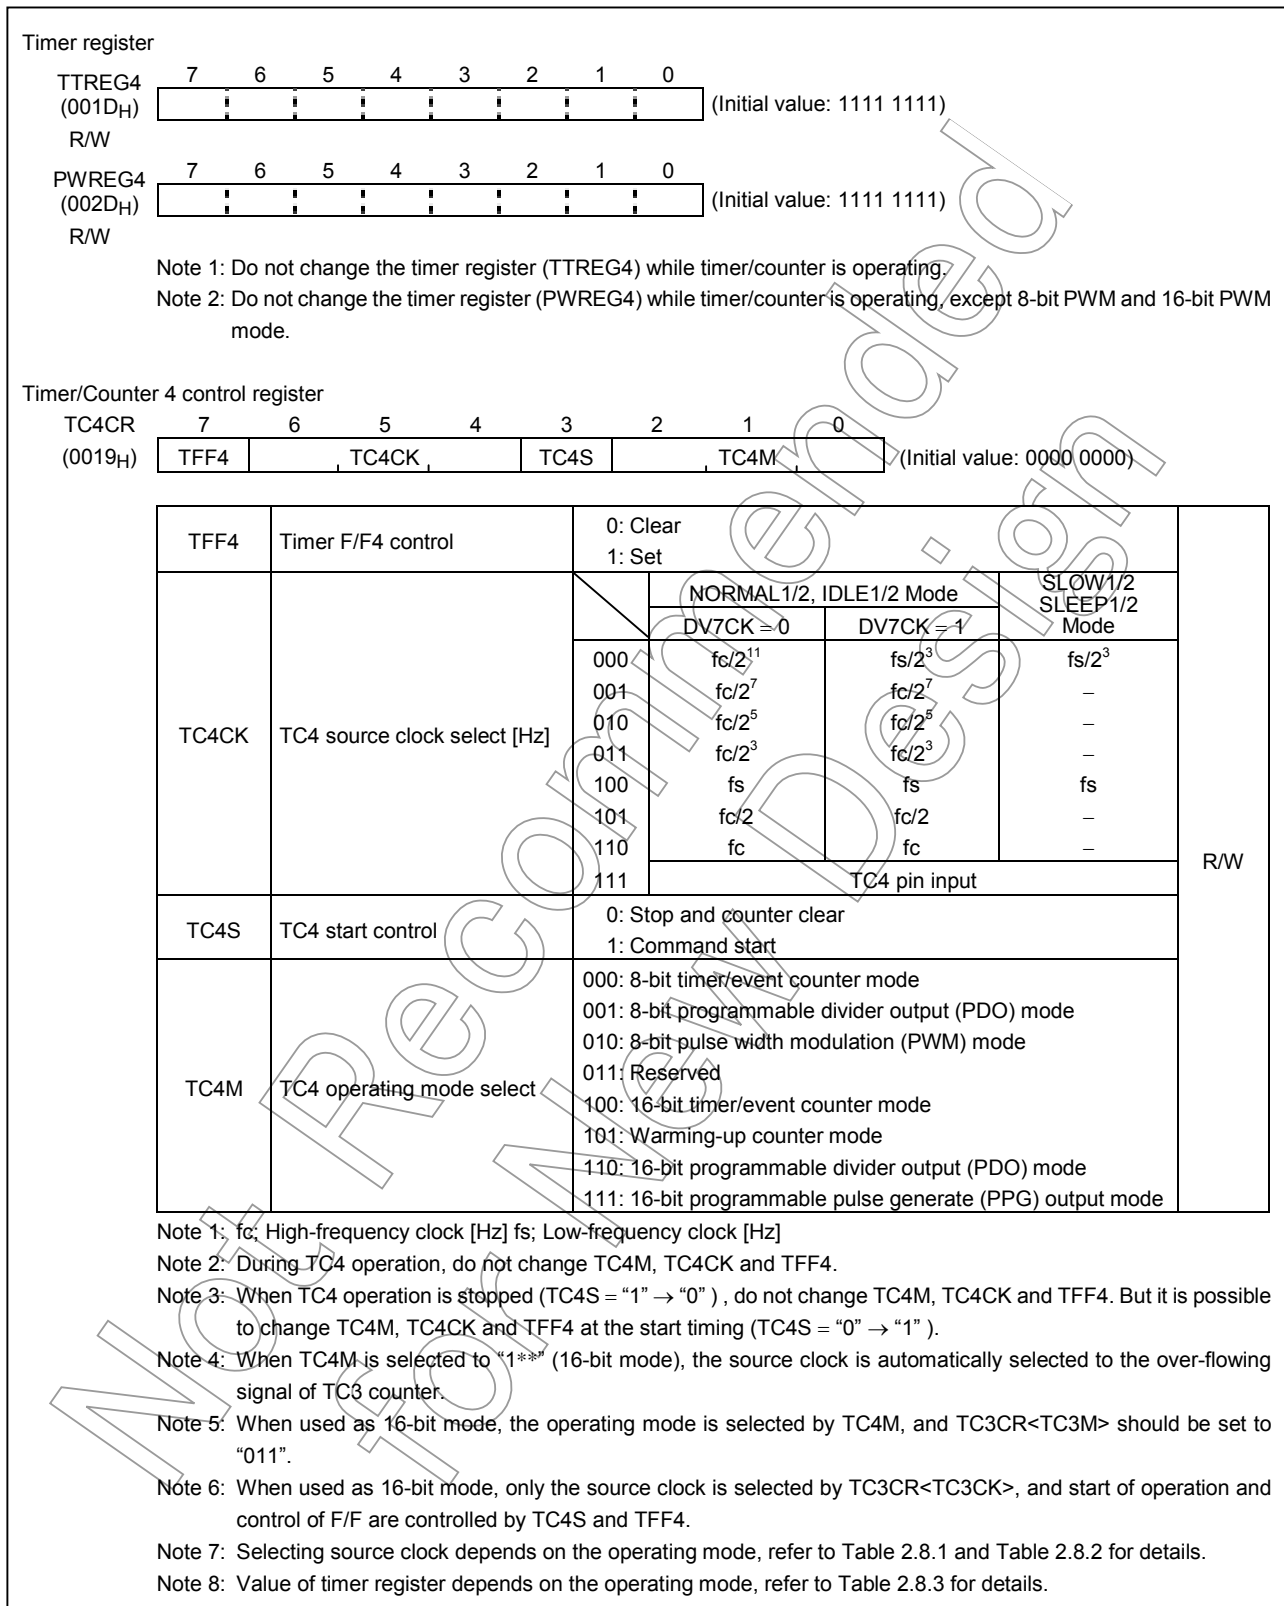 Timer register
TTREG4 7 6 5 4 3 2 1 0
(001DH) (Initial value: 1111 1111)
R/W
PWREG4 7 6 5 4 3 2 1 0
(002DH) (Initial value: 1111 1111)
R/W
Note 1: Do not change the timer register (TTREG4) while timer/counter is operating.
Note 2: Do not change the timer register (PWREG4) while timer/counter is operating, except 8-bit PWM and 16-bit PWM
mode.
Timer/Counter 4 control register
TC4CR 7 6 5 4 3 2 1 0
(0019H) TFF4 TC4CK TC4S TC4M (Initial value: 0000 0000)
TFF4 Timer F/F4 control 0: Clear
1: Set
NORMAL1/2, IDLE1/2 Mode SLOW1/2
SLEEP1/2
DV7CK = 0 DV7CK = 1 Mode
000 fc/2^11 fs/2^3 fs/2^3
001 fc/2^7 fc/2^7 –
010 fc/2^5 fc/2^5 –
TC4CK TC4 source clock select [Hz]
011 fc/2^3 fc/2^3 –
100 fs fs fs
101 fc/2 fc/2 –
110 fc fc –
R/W
111 TC4 pin input
TC4S TC4 start control 0: Stop and counter clear
1: Command start
000: 8-bit timer/event counter mode
001: 8-bit programmable divider output (PDO) mode
010: 8-bit pulse width modulation (PWM) mode
011: Reserved
TC4M TC4 operating mode select
100: 16-bit timer/event counter mode
101: Warming-up counter mode
110: 16-bit programmable divider output (PDO) mode
111: 16-bit programmable pulse generate (PPG) output mode
Note 1: fc; High-frequency clock [Hz] fs; Low-frequency clock [Hz]
Note 2: During TC4 operation, do not change TC4M, TC4CK and TFF4.
Note 3: When TC4 operation is stopped (TC4S = “1” → “0” ) , do not change TC4M, TC4CK and TFF4. But it is possible
to change TC4M, TC4CK and TFF4 at the start timing (TC4S = “0” → “1” ).
Note 4: When TC4M is selected to “1**” (16-bit mode), the source clock is automatically selected to the over-flowing
signal of TC3 counter.
Note 5: When used as 16-bit mode, the operating mode is selected by TC4M, and TC3CR<TC3M> should be set to
“011”.
Note 6: When used as 16-bit mode, only the source clock is selected by TC3CR<TC3CK>, and start of operation and
control of F/F are controlled by TC4S and TFF4.
Note 7: Selecting source clock depends on the operating mode, refer to Table 2.8.1 and Table 2.8.2 for details.
Note 8: Value of timer register depends on the operating mode, refer to Table 2.8.3 for details.
Not Recommended
for New Design